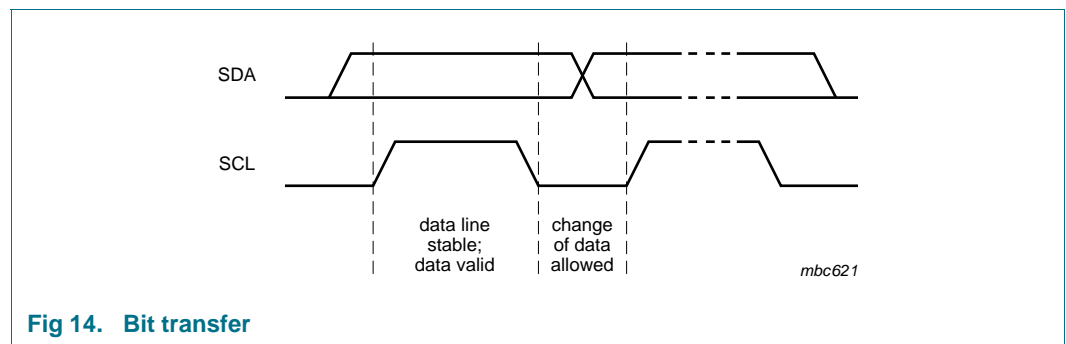 SDA
SCL
data line
stable;
data valid
change
of data
allowed
mbc621
Fig 14. Bit transfer